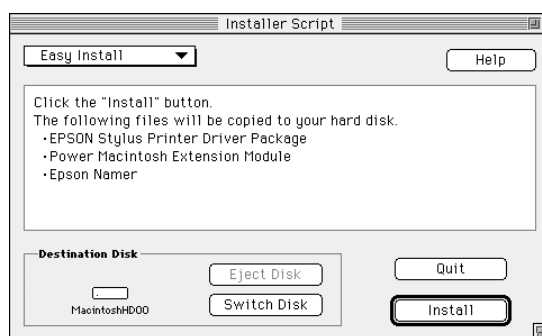 Installer Script
Easy Install
Help
Click the "Install" button.
The following files will be copied to your hard disk.
•EPSON Stylus Printer Driver Package
•Power Macintosh Extension Module
•Epson Namer
Destination Disk
Eject Disk
Quit
MacintoshHD00
Switch Disk
Install